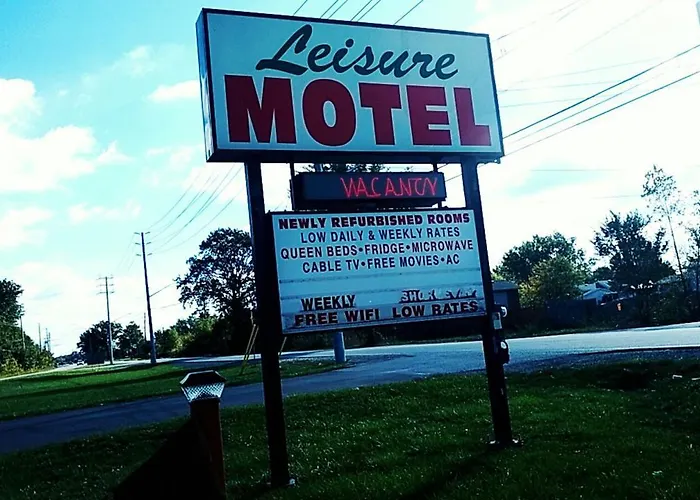 Leisure
MOTEL
VACANCY
NEWLY REFURBISHED ROOMS
LOW DAILY & WEEKLY RATES
QUEEN BEDS•FRIDGE•MICROWAVE
CABLE TV•FREE MOVIES•AC
WEEKLY
FREE WIFI LOW RATES